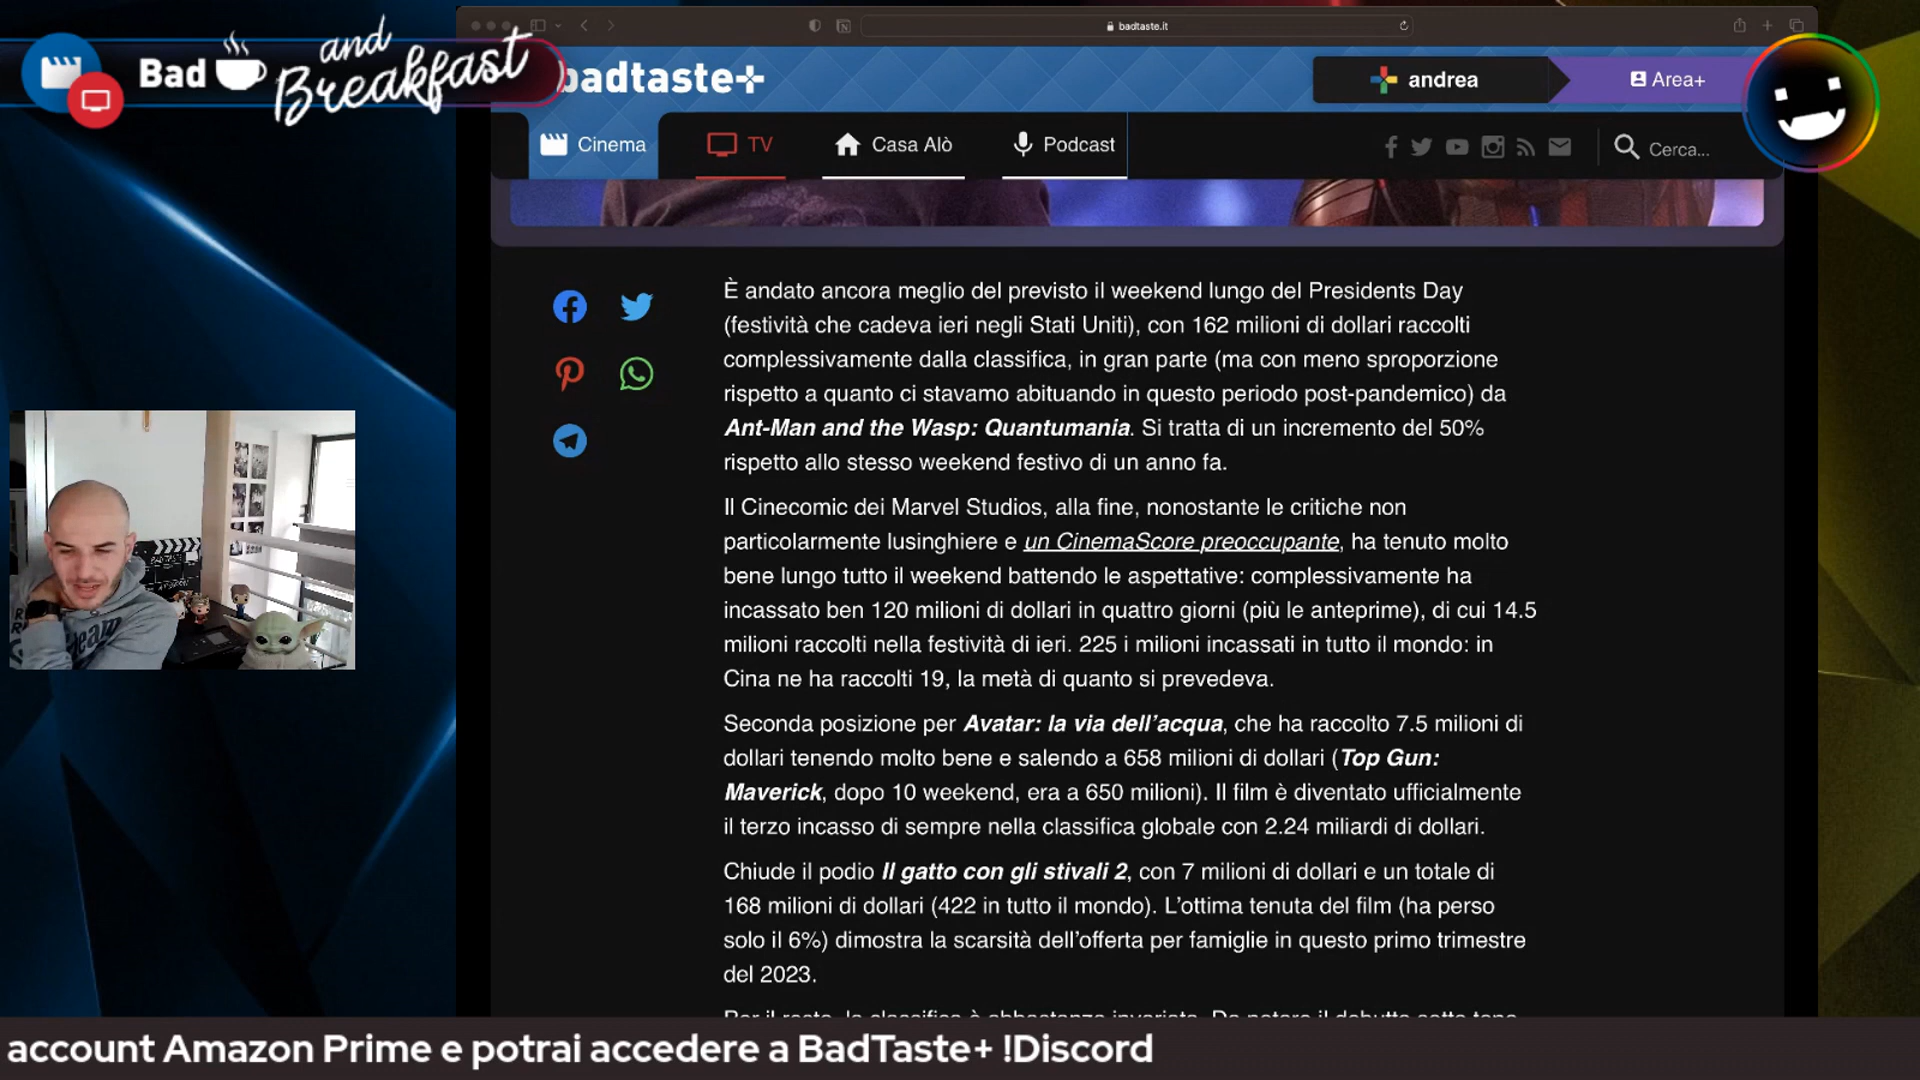 badtaste.it
Bad and Breakfast
badtaste+
andrea
Area+
Cinema
TV
Casa Alò
Podcast
Cerca...
È andato ancora meglio del previsto il weekend lungo del Presidents Day
(festività che cadeva ieri negli Stati Uniti), con 162 milioni di dollari raccolti
complessivamente dalla classifica, in gran parte (ma con meno sproporzione
rispetto a quanto ci stavamo abituando in questo periodo post-pandemico) da
Ant-Man and the Wasp: Quantumania. Si tratta di un incremento del 50%
rispetto allo stesso weekend festivo di un anno fa.
Il Cinecomic dei Marvel Studios, alla fine, nonostante le critiche non
particolarmente lusinghiere e un CinemaScore preoccupante, ha tenuto molto
bene lungo tutto il weekend battendo le aspettative: complessivamente ha
incassato ben 120 milioni di dollari in quattro giorni (più le anteprime), di cui 14.5
milioni raccolti nella festività di ieri. 225 i milioni incassati in tutto il mondo: in
Cina ne ha raccolti 19, la metà di quanto si prevedeva.
Seconda posizione per Avatar: la via dell'acqua, che ha raccolto 7.5 milioni di
dollari tenendo molto bene e salendo a 658 milioni di dollari (Top Gun:
Maverick, dopo 10 weekend, era a 650 milioni). Il film è diventato ufficialmente
il terzo incasso di sempre nella classifica globale con 2.24 miliardi di dollari.
Chiude il podio Il gatto con gli stivali 2, con 7 milioni di dollari e un totale di
168 milioni di dollari (422 in tutto il mondo). L'ottima tenuta del film (ha perso
solo il 6%) dimostra la scarsità dell'offerta per famiglie in questo primo trimestre
del 2023.
account Amazon Prime e potrai accedere a BadTaste+ !Discord